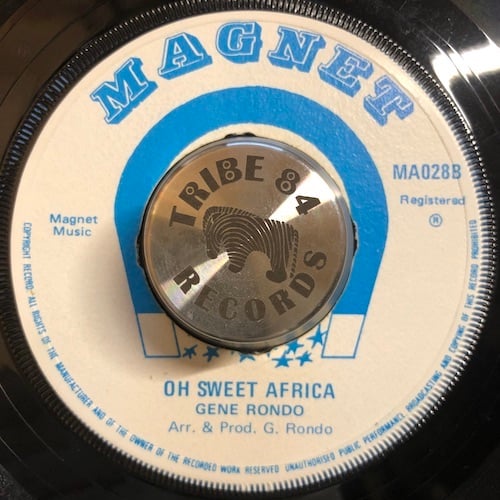 MAGNET
MA028B
Registered
®
Magnet
Music
TRIBE 84
RECORDS
OH SWEET AFRICA
GENE RONDO
Arr. & Prod. G. Rondo
COPYRIGHT RECORD - ALL RIGHTS OF THE MANUFACTURER AND OF THE OWNER OF THE RECORDED WORK RESERVED UNAUTHORISED PUBLIC PERFORMANCE, BROADCASTING AND COPYING OF THIS RECORD PROHIBITED